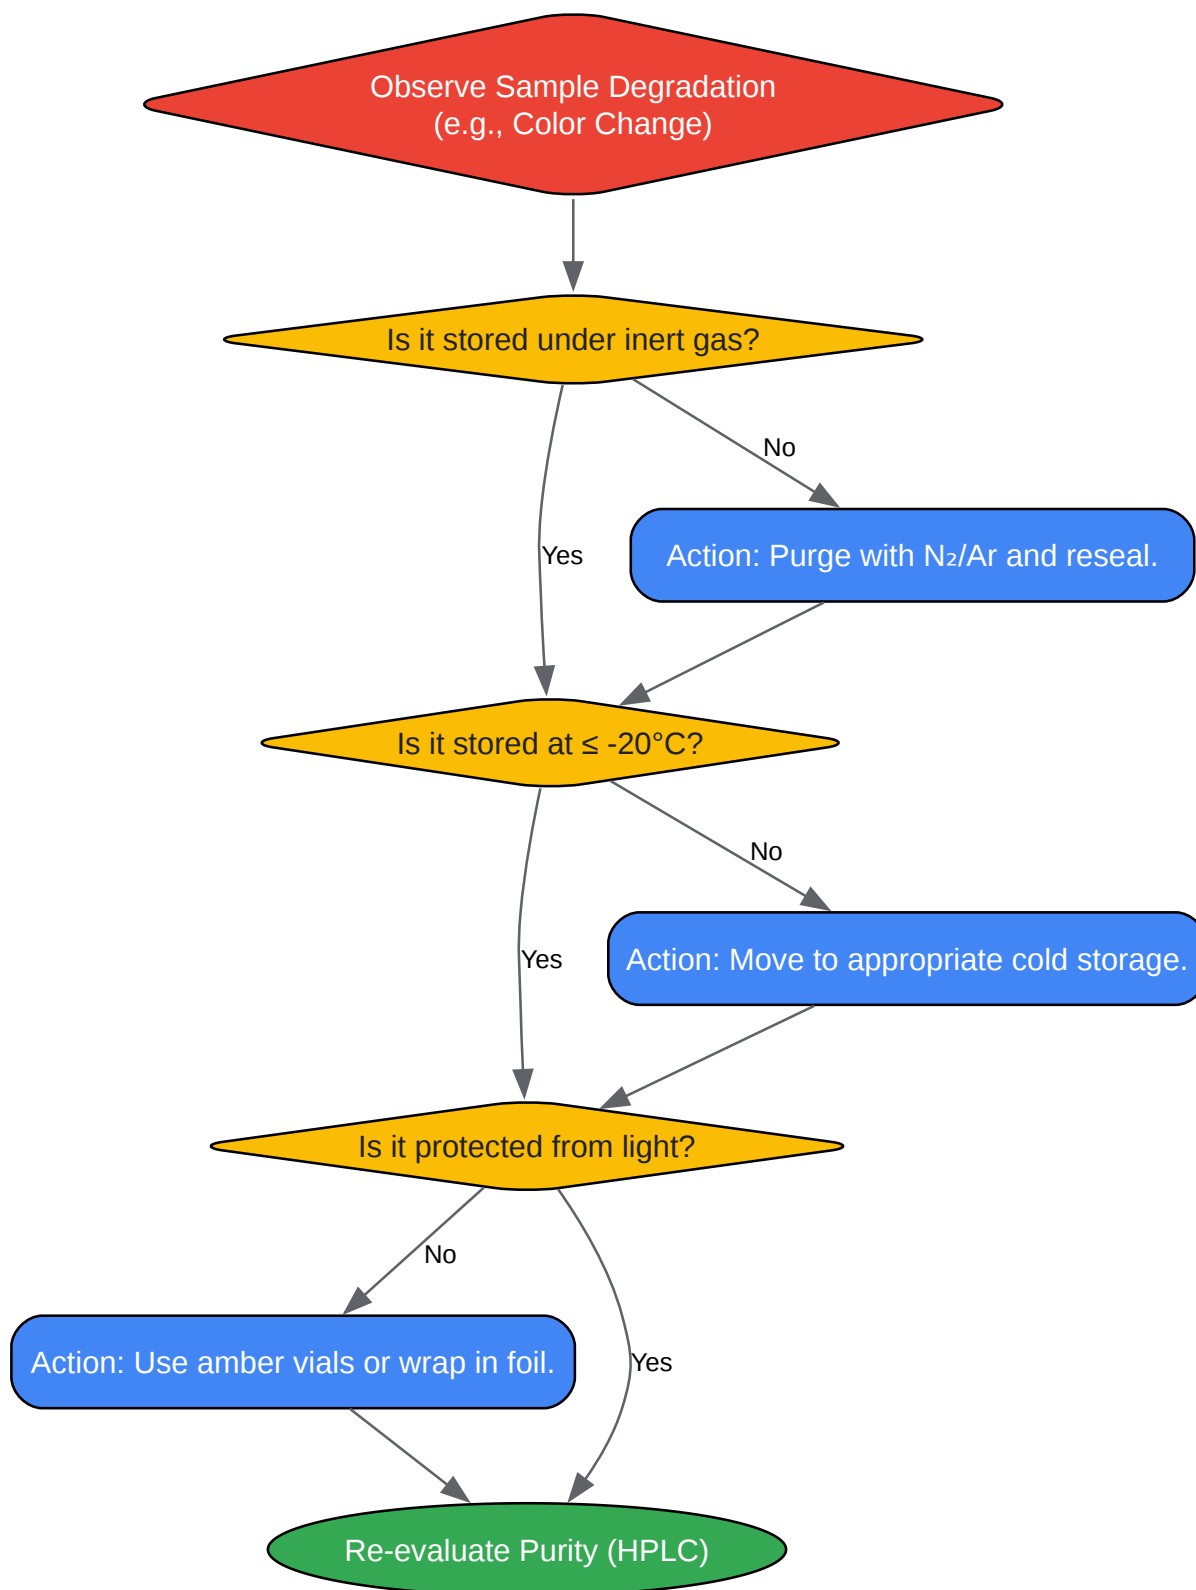 Observe Sample Degradation
(e.g., Color Change)
Is it stored under inert gas?
No
Yes
Action: Purge with N₂/Ar and reseal.
Is it stored at ≤ -20°C?
No
Yes
Action: Move to appropriate cold storage.
Is it protected from light?
No
Action: Use amber vials or wrap in foil.
Yes
Re-evaluate Purity (HPLC)